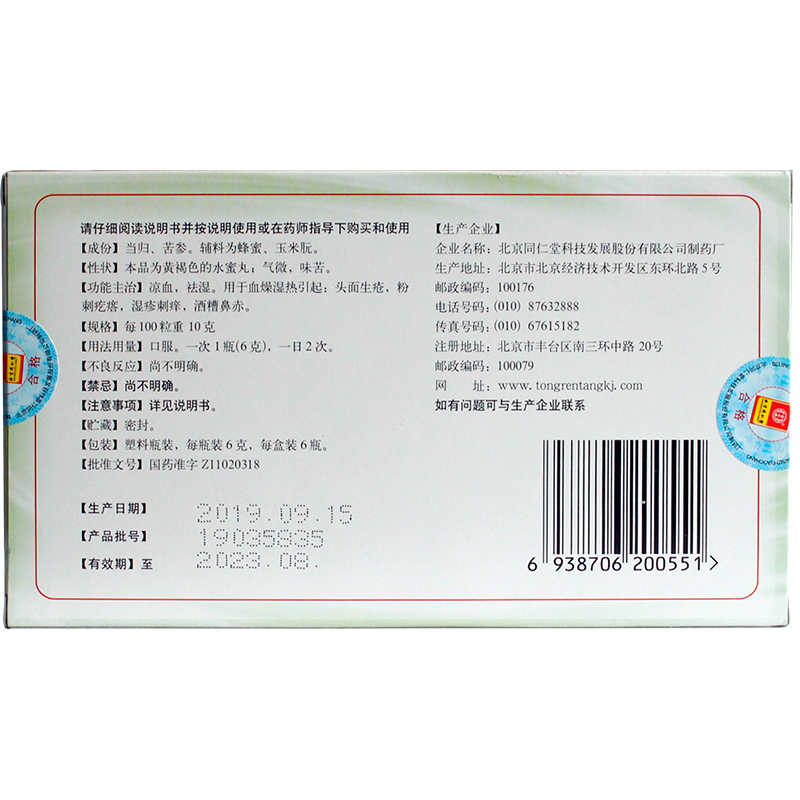 请仔细阅读说明书并按说明使用或在药师指导下购买和使用
【成份】当归、苦参。辅料为蜂蜜、玉米朊。
【性状】本品为黄褐色的水蜜丸，气微，味苦。
【功能主治】凉血，祛湿。用于血燥湿热引起：头面生疮，粉
刺疙瘩，湿疹刺痒，酒糟鼻赤。
【规格】每100粒重10克
【用法用量】口服。一次1瓶(6克)，一日2次。
【不良反应】尚不明确。
【禁忌】尚不明确。
【注意事项】详见说明书。
【贮藏】密封。
【包装】塑料瓶装，每瓶装6克，每盒装6瓶。
【批准文号】国药准字Z11020318
【生产日期】2019.09.15
【产品批号】19035835
【有效期】至 2023.08.
【生产企业】
企业名称：北京同仁堂科技发展股份有限公司制药厂
生产地址：北京市北京经济技术开发区东环北路5号
邮政编码：100176
电话号码：(010) 87632888
传真号码：(010) 67615182
注册地址：北京市丰台区南三环中路20号
邮政编码：100079
网 址：www.tongrentangkj.com
如有问题可与生产企业联系
6 938706 200551>
合格
合格